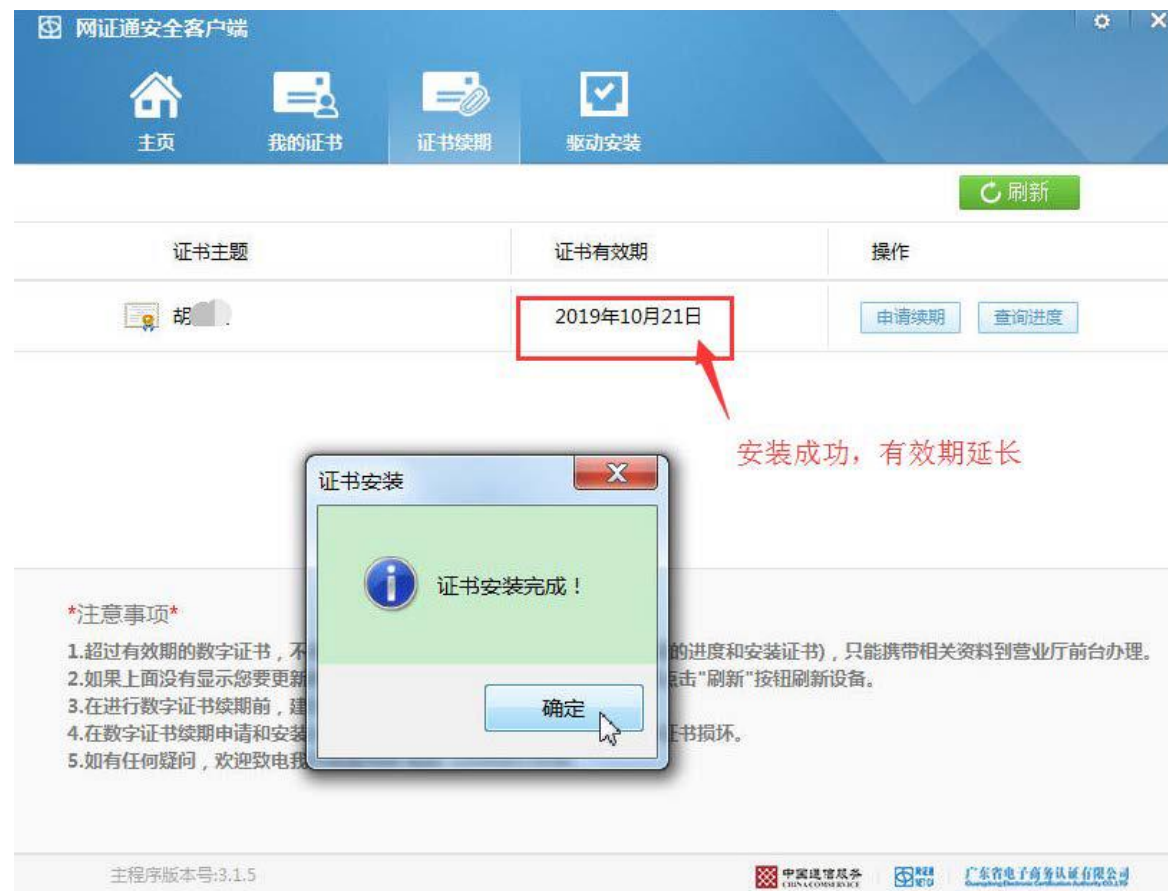 网证通安全客户端
主页
我的证书
证书续期
驱动安装
刷新
证书主题
证书有效期
操作
胡
2019年10月21日
申请续期
查询进度
安装成功，有效期延长
证书安装
证书安装完成！
确定
*注意事项*
1.超过有效期的数字证书，不 的进度和安装证书)，只能携带相关资料到营业厅前台办理。
2.如果上面没有显示您要更新 点击"刷新"按钮刷新设备。
3.在进行数字证书续期前，建
4.在数字证书续期申请和安装 证书损坏。
5.如有任何疑问，欢迎致电我
主程序版本号:3.1.5
中国通信服务
CHINA COMSERVICE
广东省电子商务认证有限公司